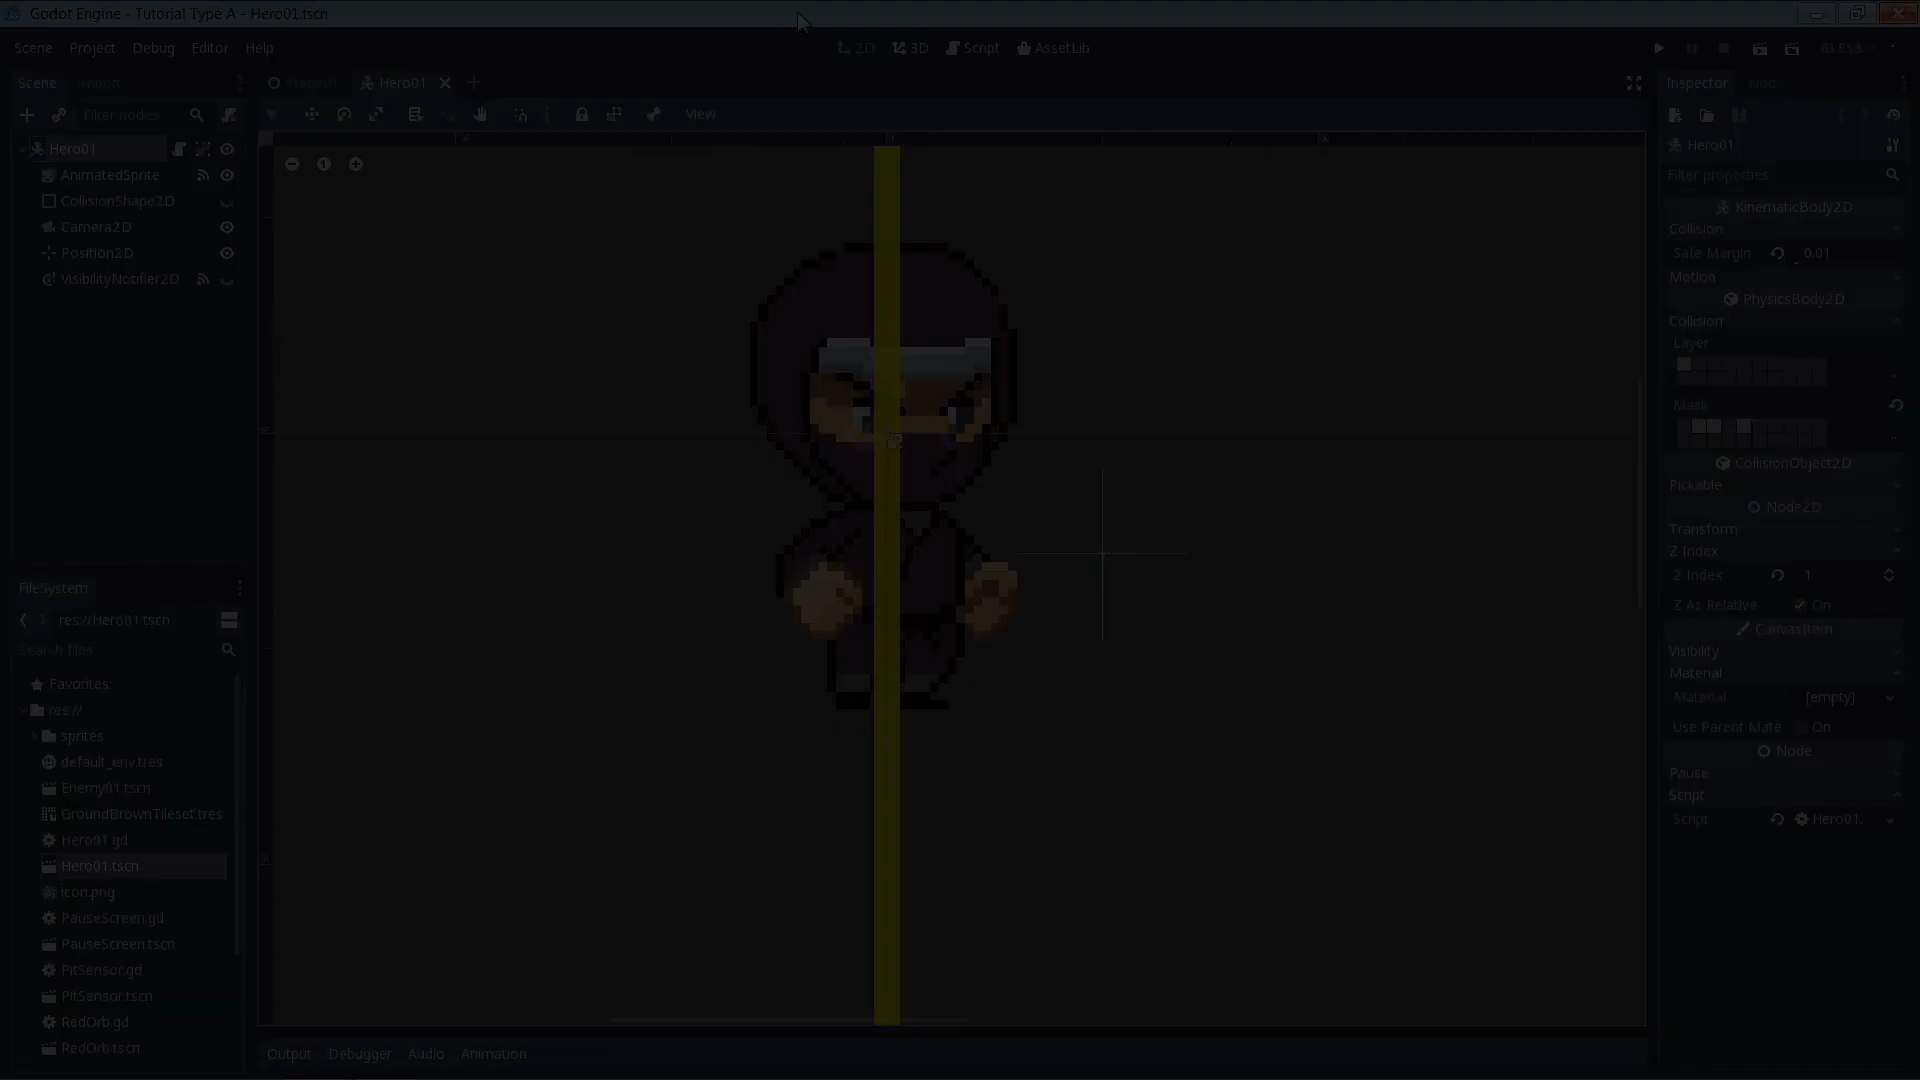 Godot Engine - Tutorial Type A - Hero01.tscn
Scene Project Debug Editor Help
2D 3D Script AssetLib
GLES3
Scene Import
Hero01
Inspector Node
Filter nodes
View
Hero01
AnimatedSprite
CollisionShape2D
Camera2D
Position2D
VisibilityNotifier2D
Hero01
Filter properties
KinematicBody2D
Collision
Safe Margin 0.01
Motion
PhysicsBody2D
Collision
Layer
Mask
CollisionObject2D
Pickable
Node2D
Transform
Z Index
Z Index 1
Z As Relative On
CanvasItem
Visibility
Material
Material [empty]
Use Parent Mate On
Node
Pause
Script
Script Hero01.
FileSystem
res://Hero01.tscn
Search files
Favorites:
res://
sprites
default_env.tres
Enemy01.tscn
GroundBrownTileset.tres
Hero01.gd
Hero01.tscn
icon.png
PauseScreen.gd
PauseScreen.tscn
PitSensor.gd
PitSensor.tscn
RedOrb.gd
RedOrb.tscn
Output Debugger Audio Animation